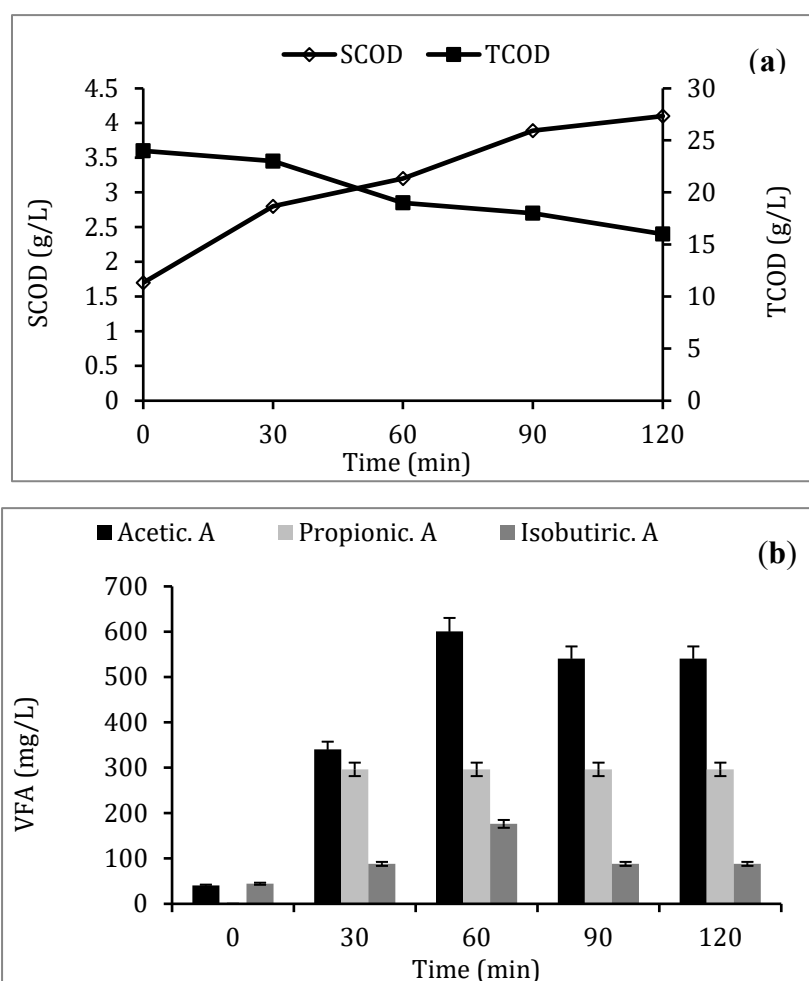 SCOD TCOD
(a)
4.5
4
3.5
3
2.5
2
1.5
1
0.5
0
SCOD (g/L)
30
25
20
15
10
5
0
TCOD (g/L)
0 30 60 90 120
Time (min)
Acetic. A Propionic. A Isobutiric. A
(b)
700
600
500
400
300
200
100
0
VFA (mg/L)
0 30 60 90 120
Time (min)